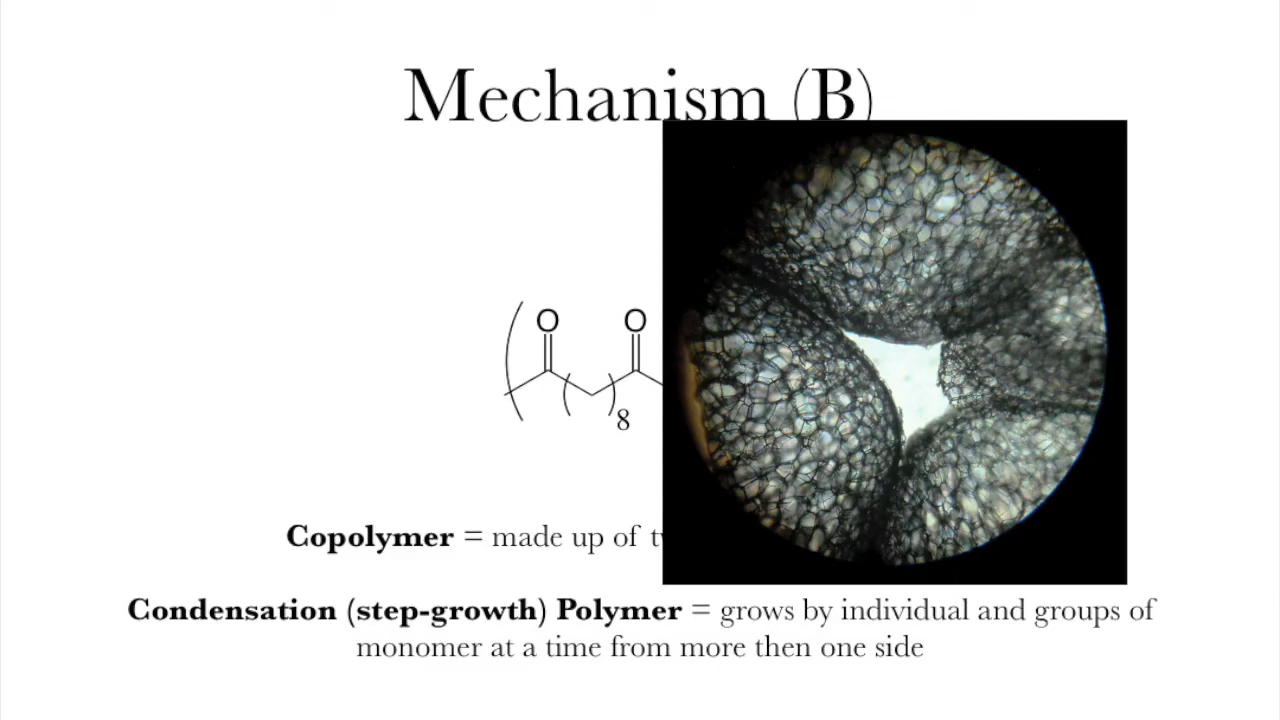 Mechanism (B)
O O
8
Copolymer = made up of
Condensation (step-growth) Polymer = grows by individual and groups of
monomer at a time from more then one side